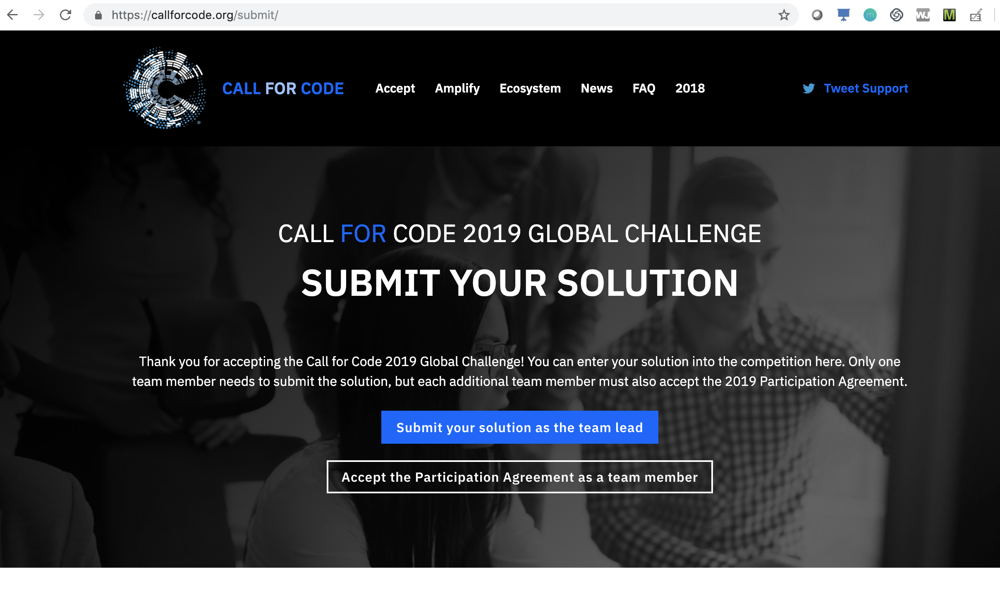 https://callforcode.org/submit/
m
WJ
M
CALL FOR CODE
Accept
Amplify
Ecosystem
News
FAQ
2018
Tweet Support
®
CALL FOR CODE 2019 GLOBAL CHALLENGE
SUBMIT YOUR SOLUTION
Thank you for accepting the Call for Code 2019 Global Challenge! You can enter your solution into the competition here. Only one
team member needs to submit the solution, but each additional team member must also accept the 2019 Participation Agreement.
Submit your solution as the team lead
Accept the Participation Agreement as a team member